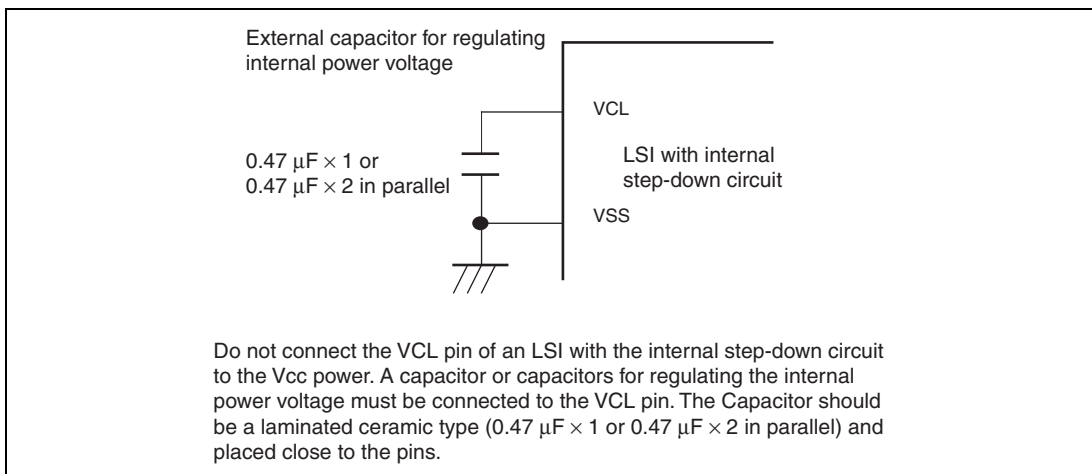 External capacitor for regulating
internal power voltage
VCL
0.47 μF × 1 or
0.47 μF × 2 in parallel
LSI with internal
step-down circuit
VSS
Do not connect the VCL pin of an LSI with the internal step-down circuit
to the Vcc power. A capacitor or capacitors for regulating the internal
power voltage must be connected to the VCL pin. The Capacitor should
be a laminated ceramic type (0.47 μF × 1 or 0.47 μF × 2 in parallel) and
placed close to the pins.